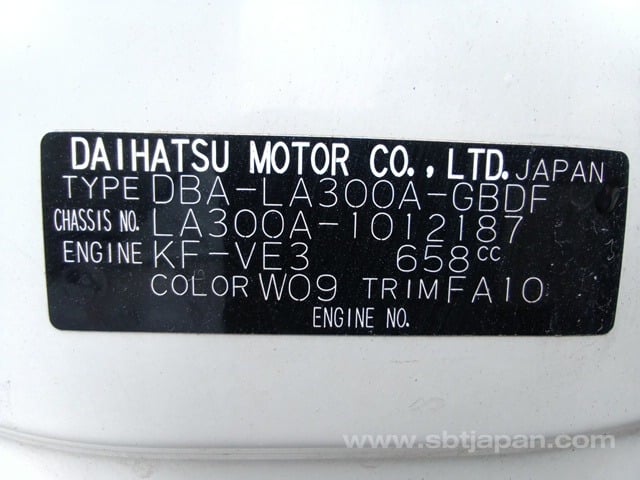 DAIHATSU MOTOR CO., LTD. JAPAN
TYPE DBA-LA300A-GBDF
CHASSIS NO. LA300A-1012187
ENGINE KF-VE3 658cc
COLOR W09 TRIM FA10
ENGINE NO.
www.sbtjapan.com